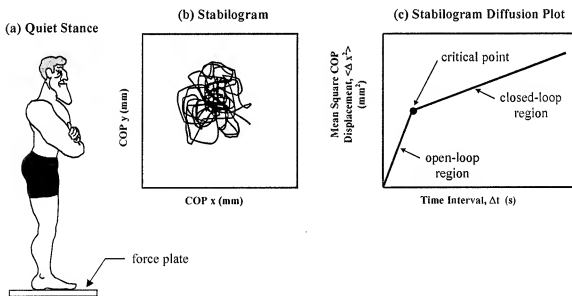 (a) Quiet Stance
force plate
(b) Stabilogram
COP y (mm)
COP x (mm)
(c) Stabilogram Diffusion Plot
Mean Square COP
Displacement, <Δ x²>
(mm²)
critical point
closed-loop
region
open-loop
region
Time Interval, Δt (s)